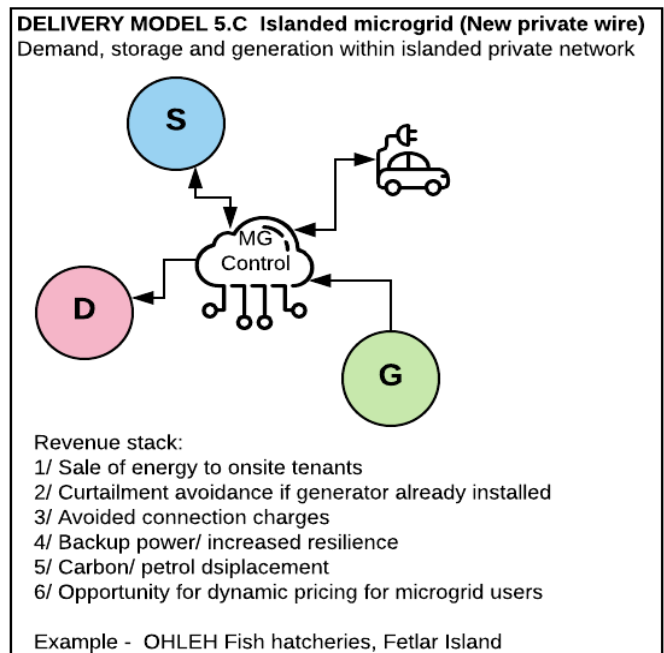 DELIVERY MODEL 5.C Islanded microgrid (New private wire)
Demand, storage and generation within islanded private network
S
MG
Control
D
G
Revenue stack:
1/ Sale of energy to onsite tenants
2/ Curtailment avoidance if generator already installed
3/ Avoided connection charges
4/ Backup power/ increased resilience
5/ Carbon/ petrol dsiplacement
6/ Opportunity for dynamic pricing for microgrid users
Example - OHLEH Fish hatcheries, Fetlar Island